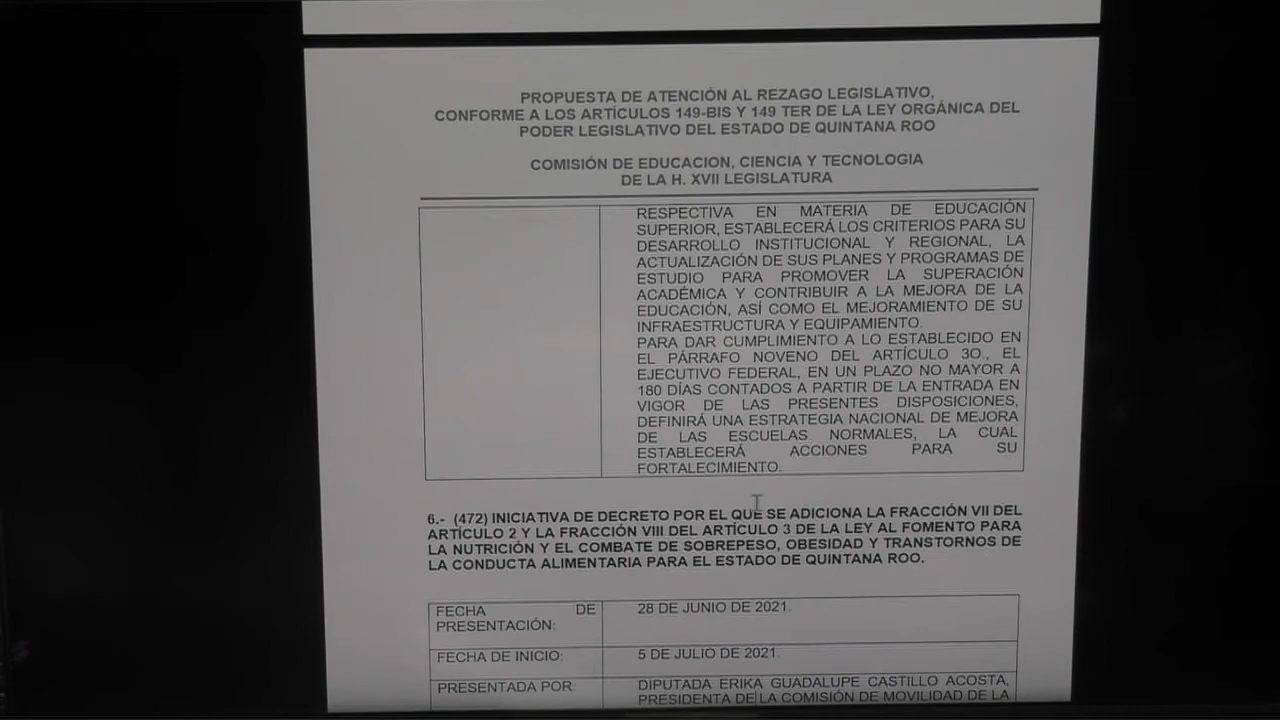 PROPUESTA DE ATENCIÓN AL REZAGO LEGISLATIVO,
CONFORME A LOS ARTÍCULOS 149-BIS Y 149 TER DE LA LEY ORGÁNICA DEL
PODER LEGISLATIVO DEL ESTADO DE QUINTANA ROO
COMISIÓN DE EDUCACION, CIENCIA Y TECNOLOGIA
DE LA H. XVII LEGISLATURA
RESPECTIVA EN MATERIA DE EDUCACIÓN
SUPERIOR, ESTABLECERÁ LOS CRITERIOS PARA SU
DESARROLLO INSTITUCIONAL Y REGIONAL, LA
ACTUALIZACIÓN DE SUS PLANES Y PROGRAMAS DE
ESTUDIO PARA PROMOVER LA SUPERACIÓN
ACADÉMICA Y CONTRIBUIR A LA MEJORA DE LA
EDUCACIÓN, ASÍ COMO EL MEJORAMIENTO DE SU
INFRAESTRUCTURA Y EQUIPAMIENTO.
PARA DAR CUMPLIMIENTO A LO ESTABLECIDO EN
EL PÁRRAFO NOVENO DEL ARTÍCULO 3O., EL
EJECUTIVO FEDERAL, EN UN PLAZO NO MAYOR A
180 DÍAS CONTADOS A PARTIR DE LA ENTRADA EN
VIGOR DE LAS PRESENTES DISPOSICIONES,
DEFINIRÁ UNA ESTRATEGIA NACIONAL DE MEJORA
DE LAS ESCUELAS NORMALES, LA CUAL
ESTABLECERÁ ACCIONES PARA SU
FORTALECIMIENTO.
6.- (472) INICIATIVA DE DECRETO POR EL QUE SE ADICIONA LA FRACCIÓN VII DEL
ARTÍCULO 2 Y LA FRACCIÓN VIII DEL ARTÍCULO 3 DE LA LEY AL FOMENTO PARA
LA NUTRICIÓN Y EL COMBATE DE SOBREPESO, OBESIDAD Y TRANSTORNOS DE
LA CONDUCTA ALIMENTARIA PARA EL ESTADO DE QUINTANA ROO.
FECHA DE PRESENTACIÓN: 28 DE JUNIO DE 2021.
FECHA DE INICIO: 5 DE JULIO DE 2021.
PRESENTADA POR: DIPUTADA ERIKA GUADALUPE CASTILLO ACOSTA,
PRESIDENTA DE LA COMISIÓN DE MOVILIDAD DE LA